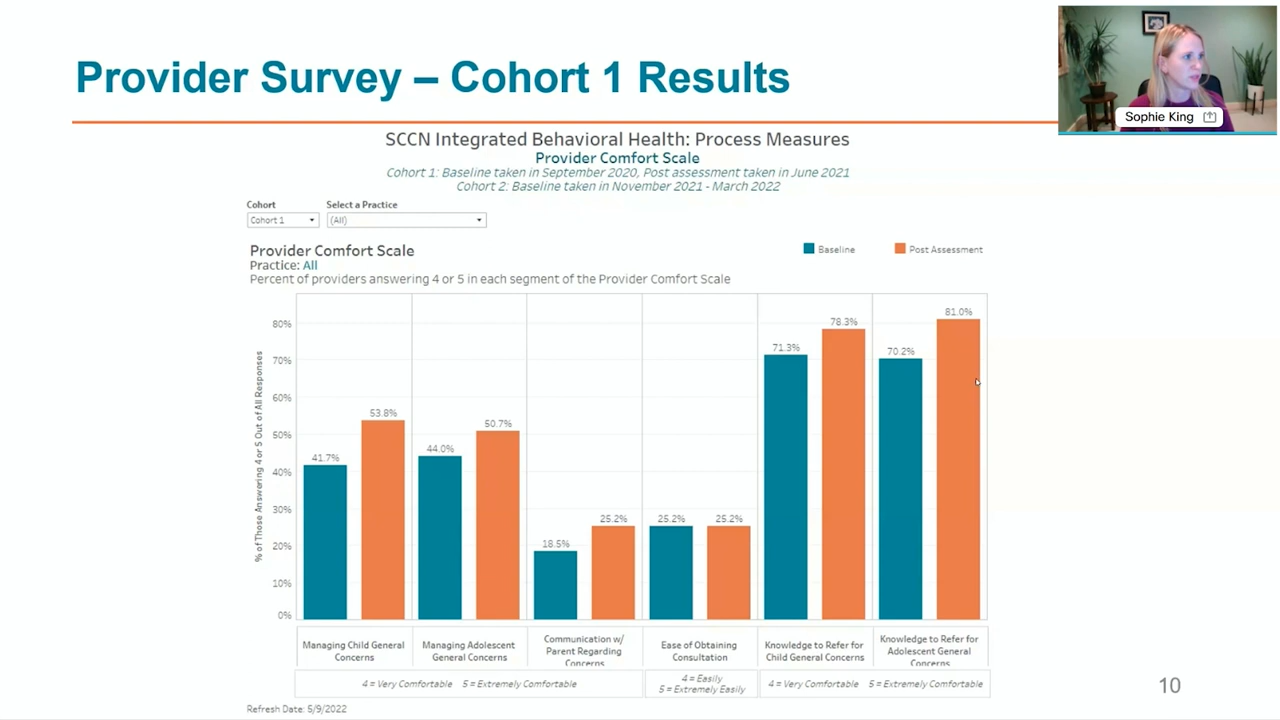 Provider Survey – Cohort 1 Results
Sophie King
SCCN Integrated Behavioral Health: Process Measures
Provider Comfort Scale
Cohort 1: Baseline taken in September 2020, Post assessment taken in June 2021
Cohort 2: Baseline taken in November 2021 - March 2022
Cohort
Select a Practice
Cohort 1
(All)
Provider Comfort Scale
Practice: All
Percent of providers answering 4 or 5 in each segment of the Provider Comfort Scale
Baseline
Post Assessment
% of Those Answering 4 or 5 Out of All Responses
80%
70%
60%
50%
40%
30%
20%
10%
0%
41.7%
53.8%
44.0%
50.7%
18.5%
25.2%
25.2%
25.2%
71.3%
78.3%
70.2%
81.0%
Managing Child General
Concerns
Managing Adolescent
General Concerns
Communication w/
Parent Regarding
Concerns
Ease of Obtaining
Consultation
Knowledge to Refer for
Child General Concerns
Knowledge to Refer for
Adolescent General
Concerns
4 = Very Comfortable 5 = Extremely Comfortable
4 = Easily
5 = Extremely Easily
4 = Very Comfortable 5 = Extremely Comfortable
Refresh Date: 5/9/2022
10